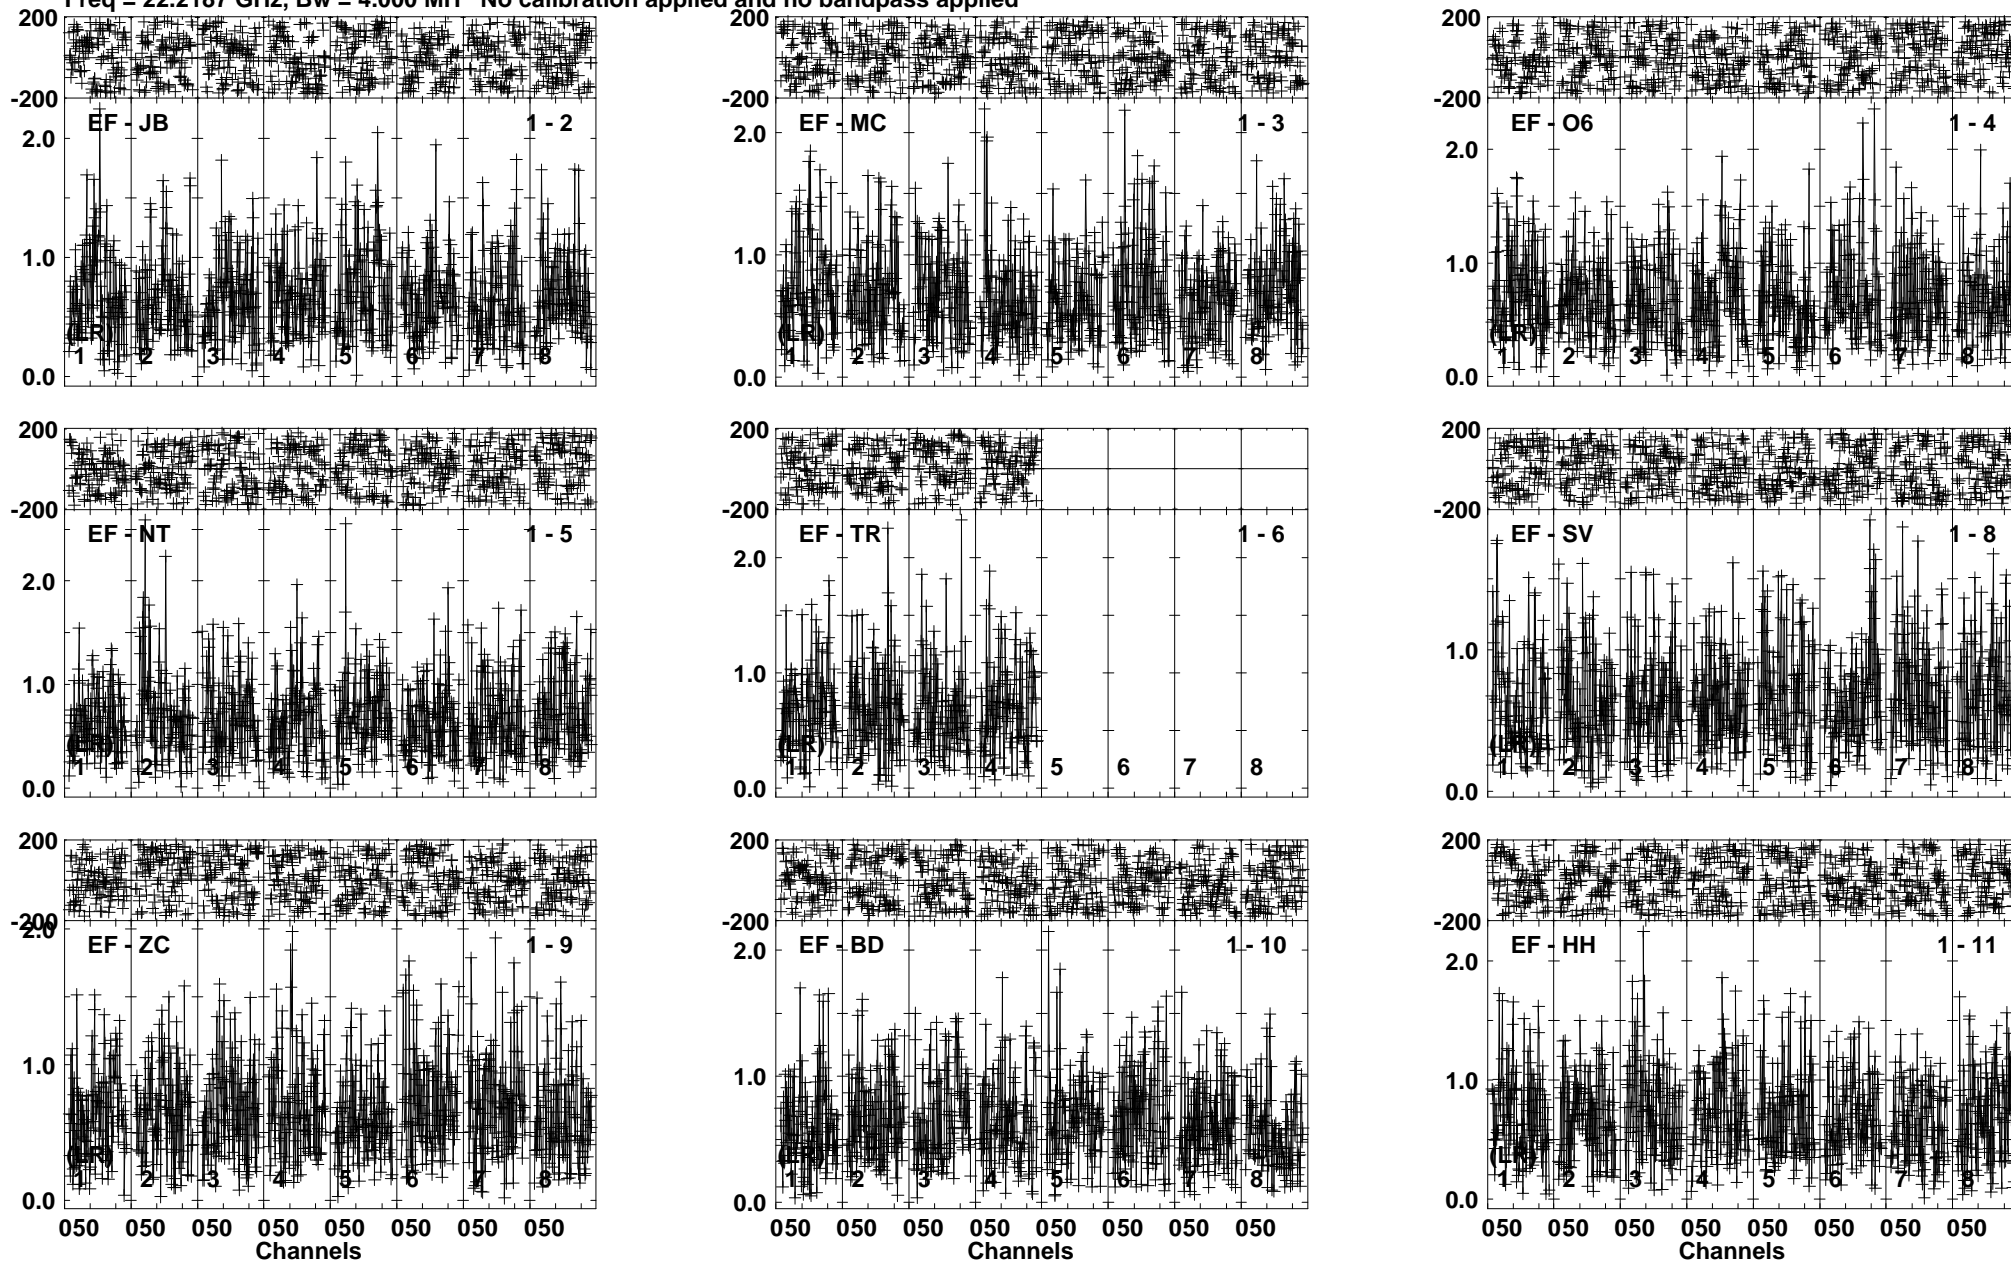 Freq = 22.2187 GHz, Bw = 4.000 MH No calibration applied and no bandpass applied
200 200 200
-200 -200 -200
EF - JB 1 - 2 EF - MC 1 - 3 EF - O6 1 - 4
2.0 2.0 2.0
1.0 1.0 1.0
(LR) (LR) (LR)
1 2 3 4 5 6 7 8 1 2 3 4 5 6 7 8 1 2 3 4 5 6 7 8
0.0 0.0 0.0
200 200 200
-200 -200 -200
EF - NT 1 - 5 EF - TR 1 - 6 EF - SV 1 - 8
2.0 2.0
1.0 1.0 1.0
(LR) (LR) (LR)
1 2 3 4 5 6 7 8 1 2 3 4 5 6 7 8 1 2 3 4 5 6 7 8
0.0 0.0 0.0
200 200 200
-200 -200 -200
2.0
EF - ZC 1 - 9 EF - BD 1 - 10 EF - HH 1 - 11
2.0 2.0
1.0 1.0 1.0
(LR) (LR) (LR)
1 2 3 4 5 6 7 8 1 2 3 4 5 6 7 8 1 2 3 4 5 6 7 8
0.0 0.0 0.0
050 050 050 050 050 050 050 050 050 050 050 050 050 050 050 050 050 050 050 050 050 050 050 050
Channels Channels Channels